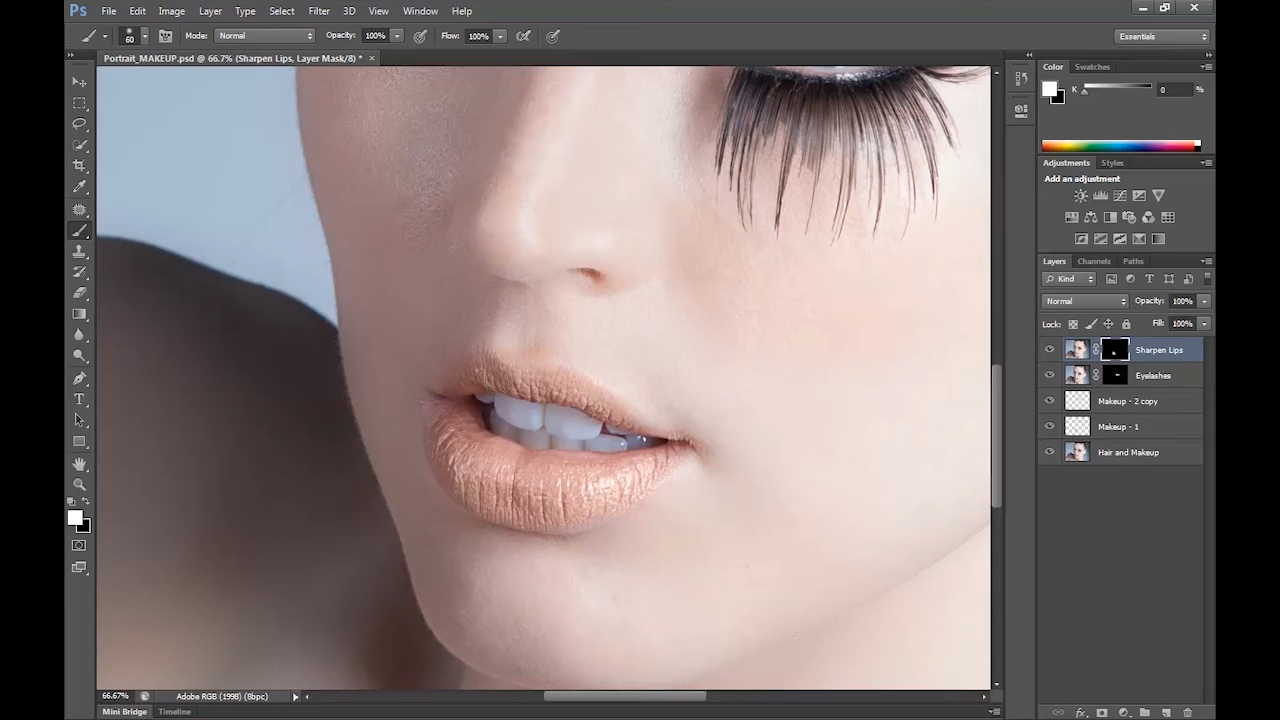 Ps File Edit Image Layer Type Select Filter 3D View Window Help
60 Mode: Normal Opacity: 100% Flow: 100% Essentials
Portrait_MAKEUP.psd @ 66.7% (Sharpen Lips, Layer Mask/8) * ×
Color Swatches
K 0 %
Adjustments Styles
Add an adjustment
Layers Channels Paths
Kind
Normal Opacity: 100%
Lock: Fill: 100%
Sharpen Lips
Eyelashes
Makeup - 2 copy
Makeup - 1
Hair and Makeup
66.67% Adobe RGB (1998) (8bpc)
Mini Bridge Timeline